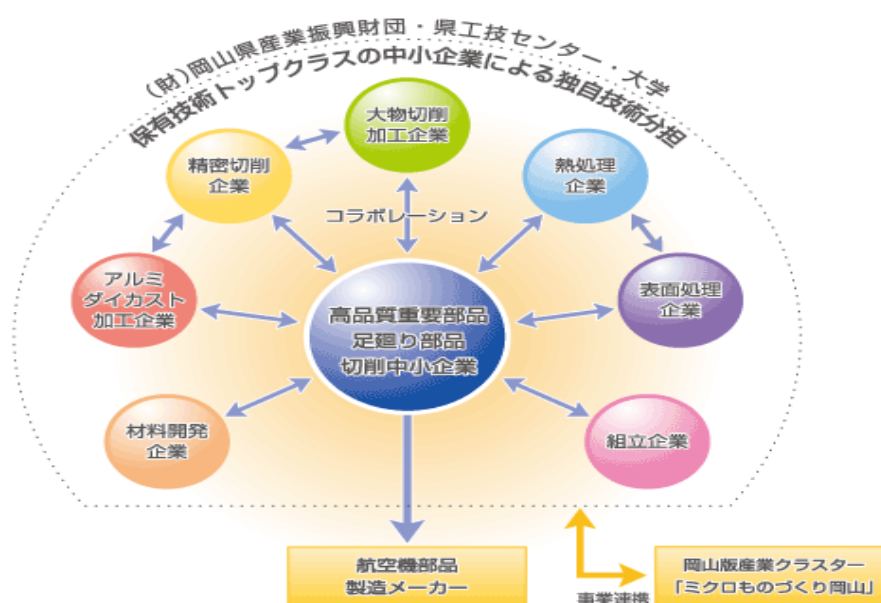 (財)岡山県産業振興財団・県工技センター・大学
保有技術トップクラスの中小企業による独自技術分担
大物切削
加工企業
精密切削
企業
熱処理
企業
コラボレーション
アルミ
ダイカスト
加工企業
高品質重要部品
足廻り部品
切削中小企業
表面処理
企業
材料開発
企業
組立企業
航空機部品
製造メーカー
事業連携
岡山版産業クラスター
「ミクロものづくり岡山」